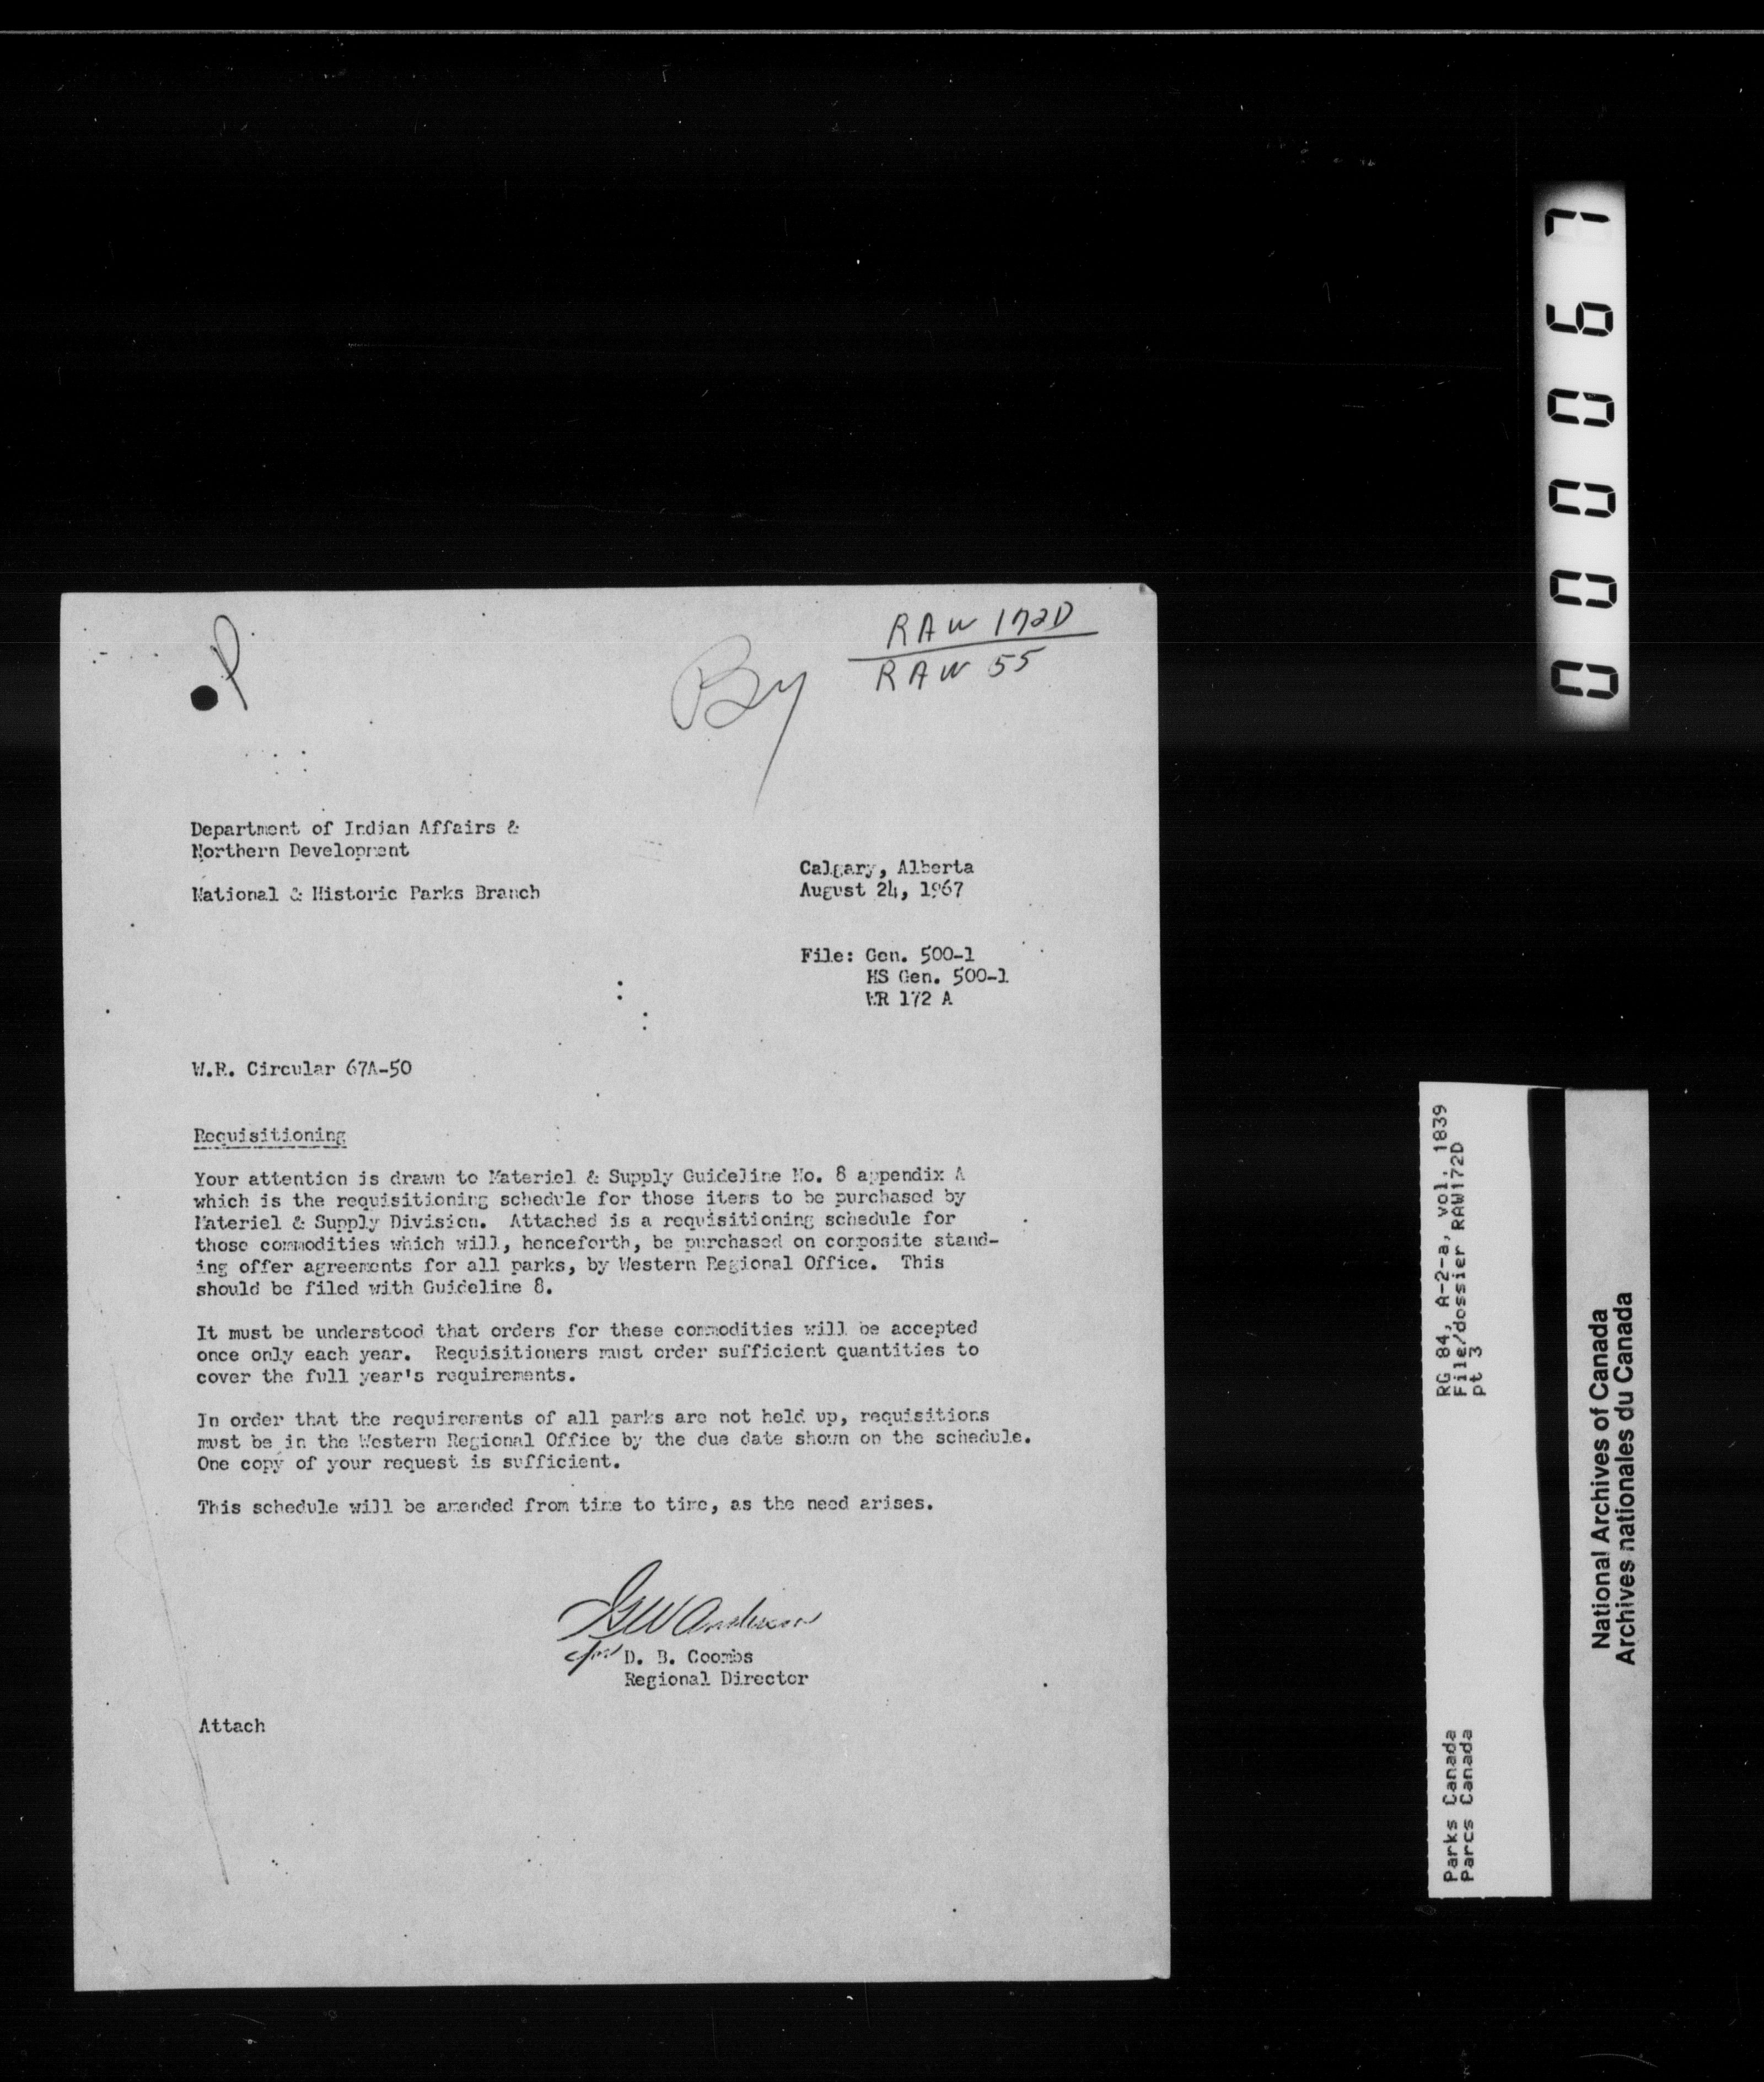 RAW 172D
RAW 55
By
Department of Indian Affairs &
Northern Development
National & Historic Parks Branch
Calgary, Alberta
August 24, 1967
File: Gen. 500-1
HS Gen. 500-1
WR 172 A
W.R. Circular 67A-50
Requisitioning
Your attention is drawn to Materiel & Supply Guideline No. 8 appendix A
which is the requisitioning schedule for those items to be purchased by
Materiel & Supply Division. Attached is a requisitioning schedule for
those commodities which will, henceforth, be purchased on composite stand-
ing offer agreements for all parks, by Western Regional Office. This
should be filed with Guideline 8.
It must be understood that orders for these commodities will be accepted
once only each year. Requisitioners must order sufficient quantities to
cover the full year's requirements.
In order that the requirements of all parks are not held up, requisitions
must be in the Western Regional Office by the due date shown on the schedule.
One copy of your request is sufficient.
This schedule will be amended from time to time, as the need arises.
GW Anderson
for D. B. Coombs
Regional Director
Attach
000067
RG 84, A-2-a, vol. 1839
File/dossier RAW172D
pt 3
Parks Canada
Parcs Canada
National Archives of Canada
Archives nationales du Canada